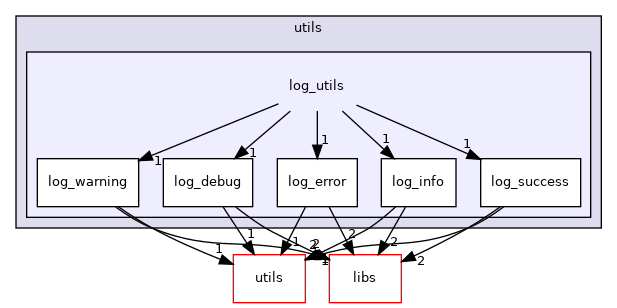 utils
log_utils
1 1 1 1 1
log_warning log_debug log_error log_info log_success
1 1 1 2 2 2
utils libs